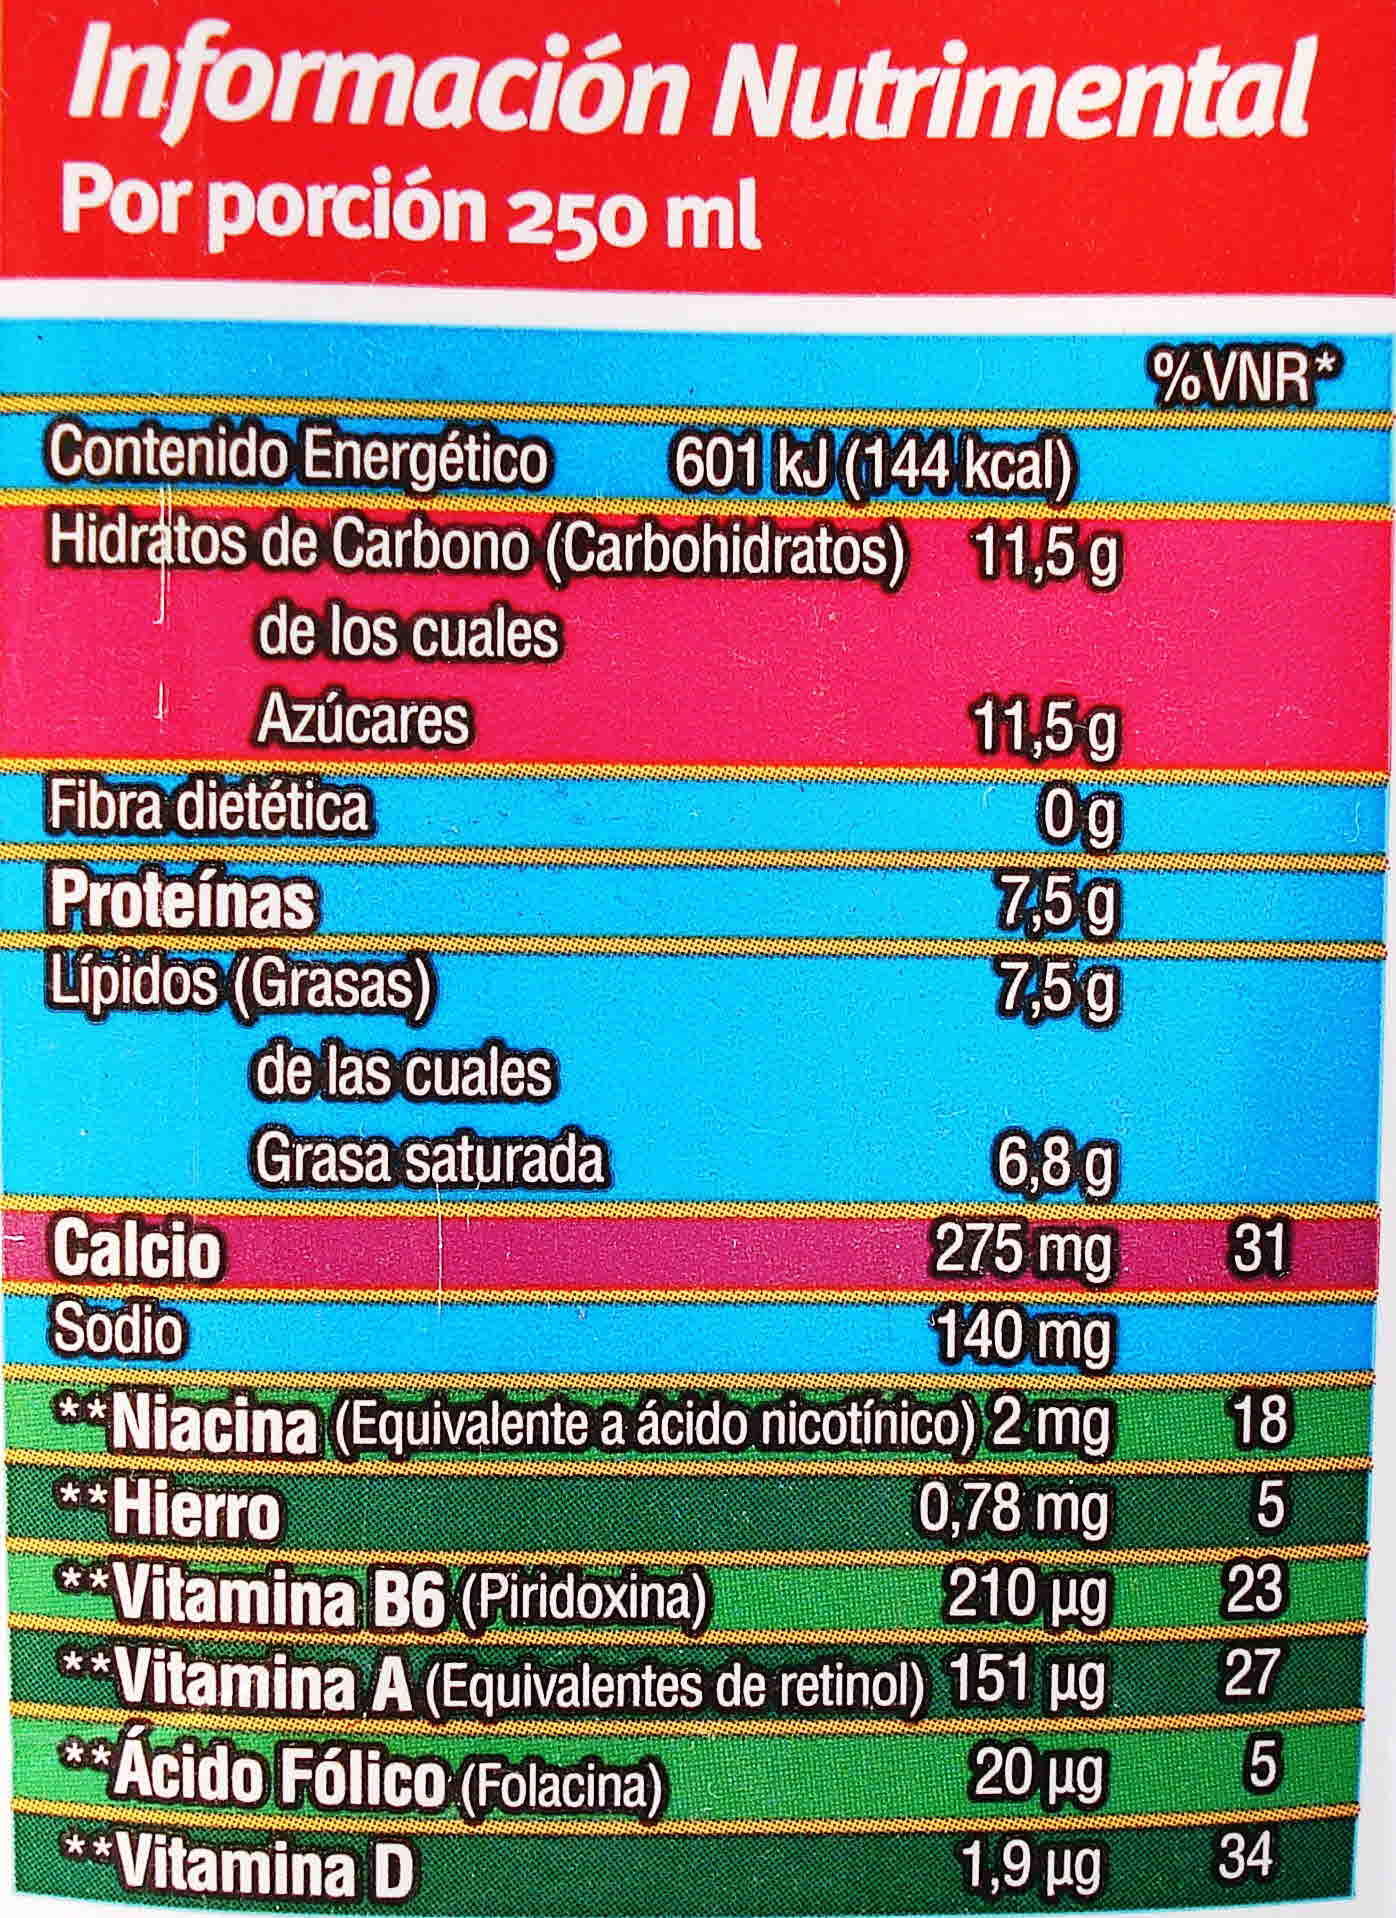 Información Nutrimental
Por porción 250 ml
%VNR*
Contenido Energético 601 kJ (144 kcal)
Hidratos de Carbono (Carbohidratos) 11,5 g
de los cuales
Azúcares 11,5 g
Fibra dietética 0 g
Proteínas 7,5 g
Lípidos (Grasas) 7,5 g
de las cuales
Grasa saturada 6,8 g
Calcio 275 mg 31
Sodio 140 mg
**Niacina (Equivalente a ácido nicotínico) 2 mg 18
**Hierro 0,78 mg 5
**Vitamina B6 (Piridoxina) 210 µg 23
**Vitamina A (Equivalentes de retinol) 151 µg 27
**Ácido Fólico (Folacina) 20 µg 5
**Vitamina D 1,9 µg 34